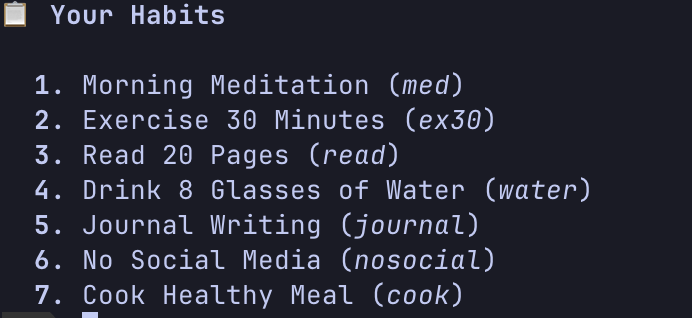 📋 Your Habits
1. Morning Meditation (med)
2. Exercise 30 Minutes (ex30)
3. Read 20 Pages (read)
4. Drink 8 Glasses of Water (water)
5. Journal Writing (journal)
6. No Social Media (nosocial)
7. Cook Healthy Meal (cook)